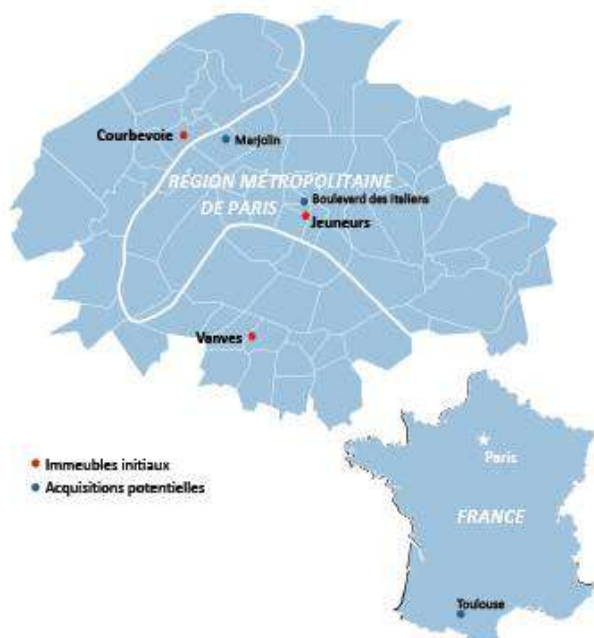 Courbevoie
Marjolin
RÉGION MÉTROPOLITAINE
DE PARIS
Boulevard des Italiens
Jeuneurs
Vanves
Immeubles initiaux
Acquisitions potentielles
Paris
FRANCE
Toulouse